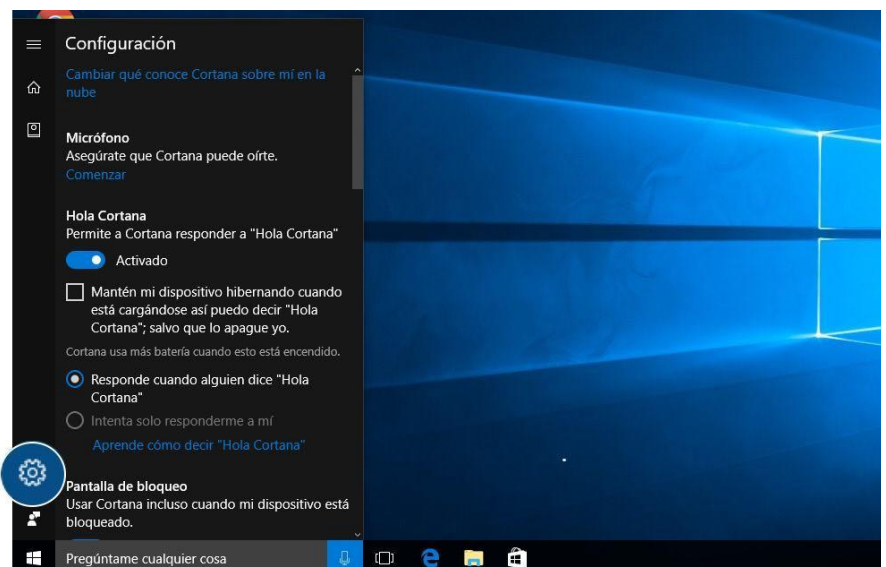 Configuración
Cambiar qué conoce Cortana sobre mí en la
nube
Micrófono
Asegúrate que Cortana puede oírte.
Comenzar
Hola Cortana
Permite a Cortana responder a "Hola Cortana"
Activado
Mantén mi dispositivo hibernando cuando
está cargándose así puedo decir "Hola
Cortana"; salvo que lo apague yo.
Cortana usa más batería cuando esto está encendido.
Responde cuando alguien dice "Hola
Cortana"
Intenta solo responderme a mí
Aprende cómo decir "Hola Cortana"
Pantalla de bloqueo
Usar Cortana incluso cuando mi dispositivo está
bloqueado.
Pregúntame cualquier cosa